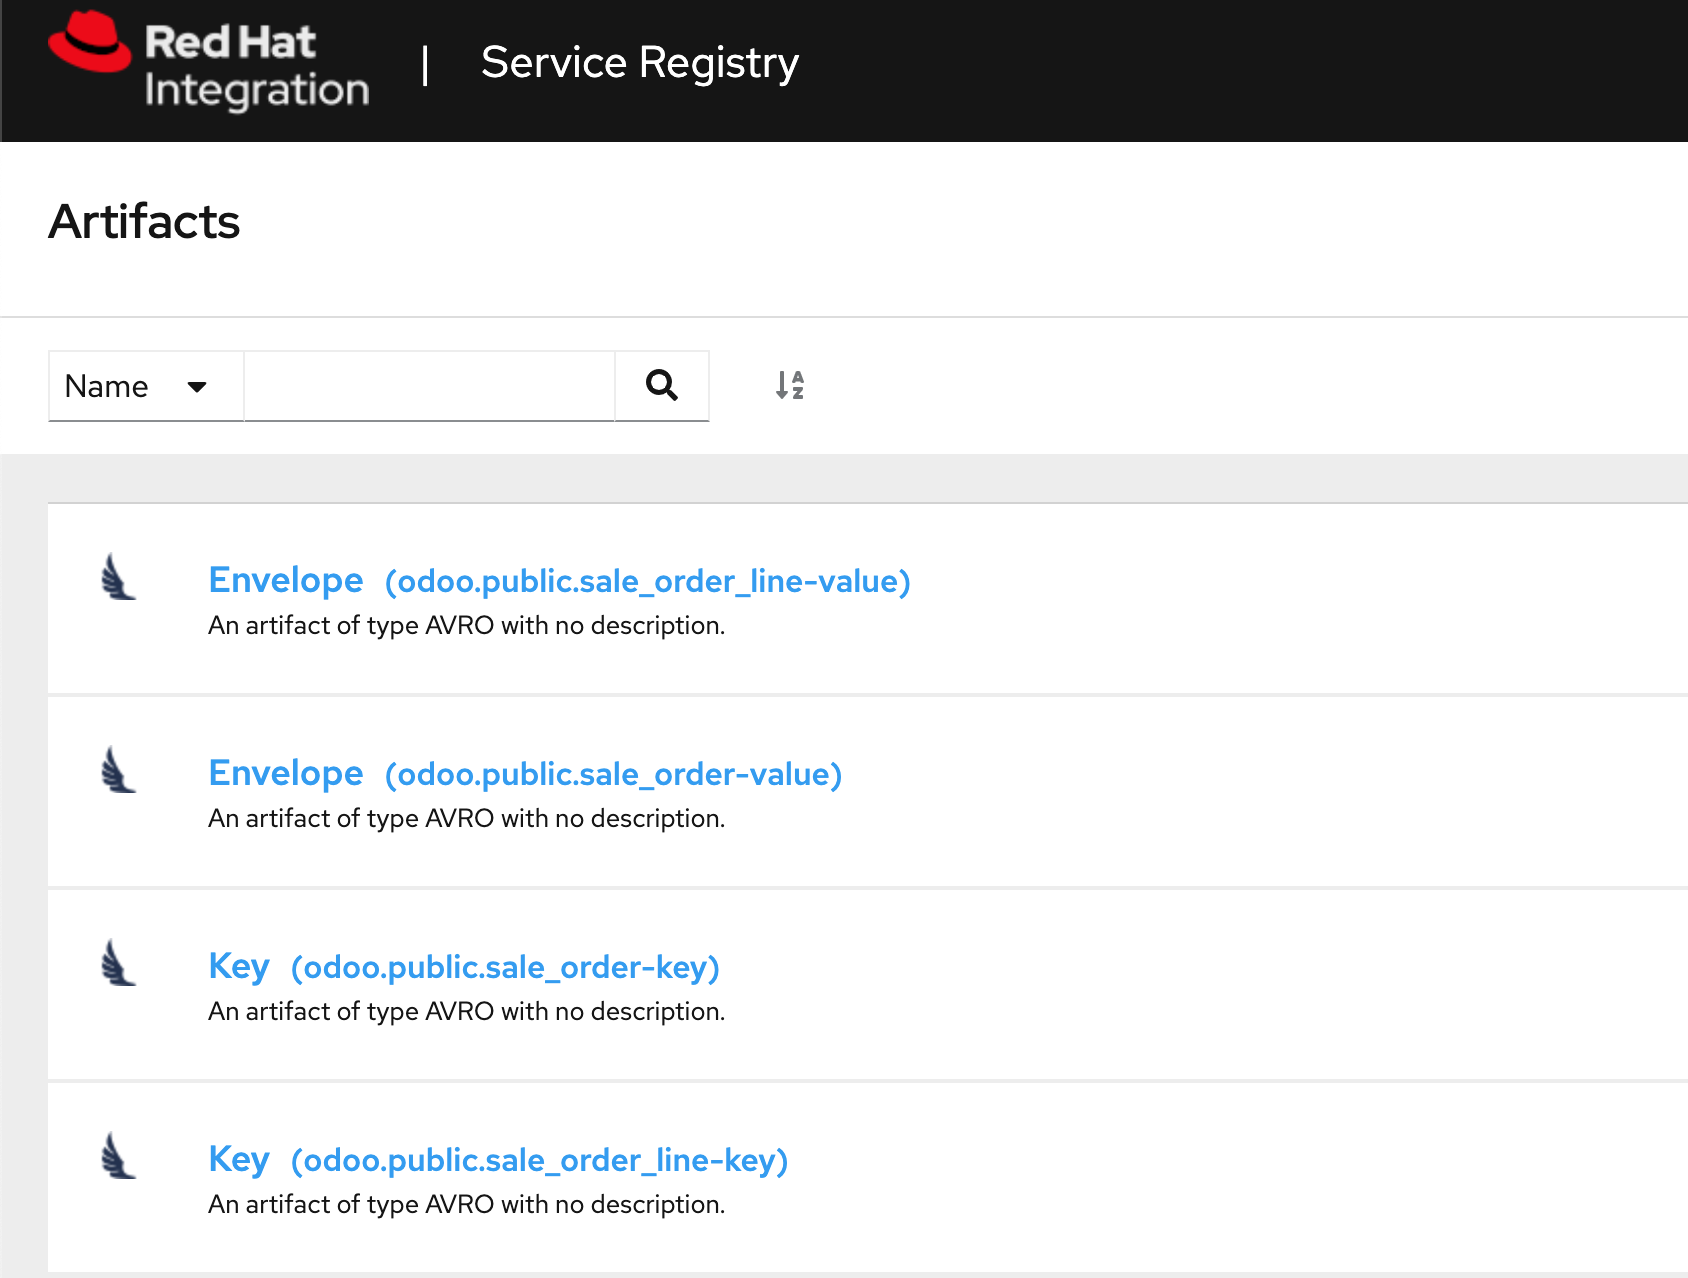 Red Hat
Integration
| Service Registry
Artifacts
Name
Envelope (odoo.public.sale_order_line-value)
An artifact of type AVRO with no description.
Envelope (odoo.public.sale_order-value)
An artifact of type AVRO with no description.
Key (odoo.public.sale_order-key)
An artifact of type AVRO with no description.
Key (odoo.public.sale_order_line-key)
An artifact of type AVRO with no description.